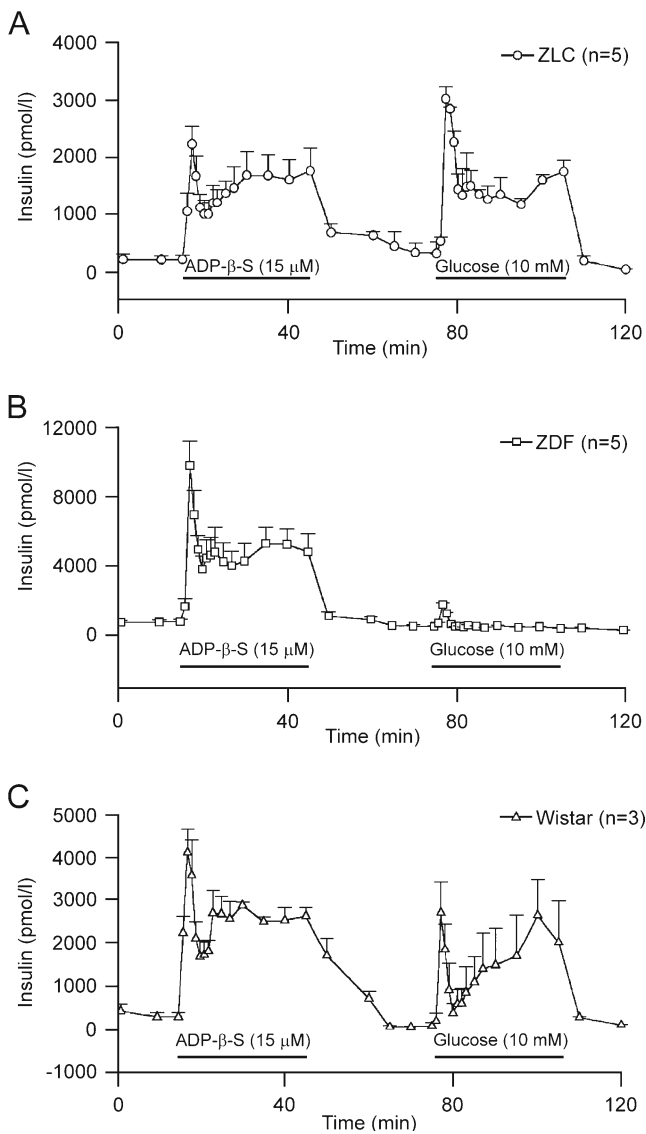 A
4000
ZLC (n=5)
3000
Insulin (pmol/l)
2000
1000
0
ADP-β-S (15 μM)
Glucose (10 mM)
0 40 80 120
Time (min)
B
12000
ZDF (n=5)
8000
Insulin (pmol/l)
4000
0
ADP-β-S (15 μM)
Glucose (10 mM)
0 40 80 120
Time (min)
C
5000
Wistar (n=3)
4000
3000
Insulin (pmol/l)
2000
1000
0
ADP-β-S (15 μM)
Glucose (10 mM)
-1000
0 40 80 120
Time (min)